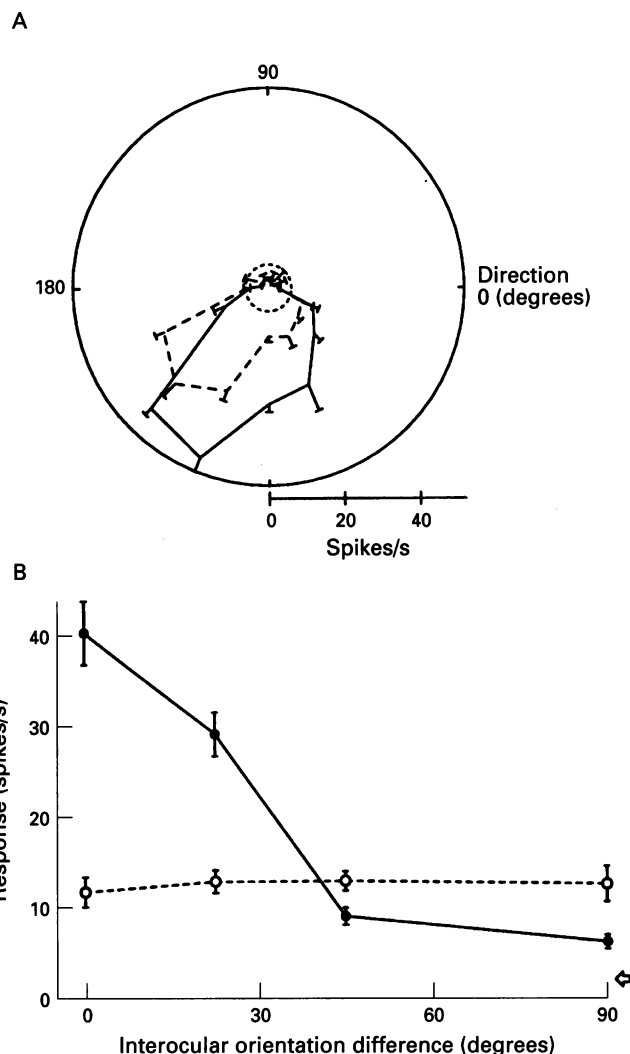 A
90
180
Direction
0 (degrees)
0 20 40
Spikes/s
B
40
30
20
10
0
Response (spikes/s)
0 30 60 90
Interocular orientation difference (degrees)